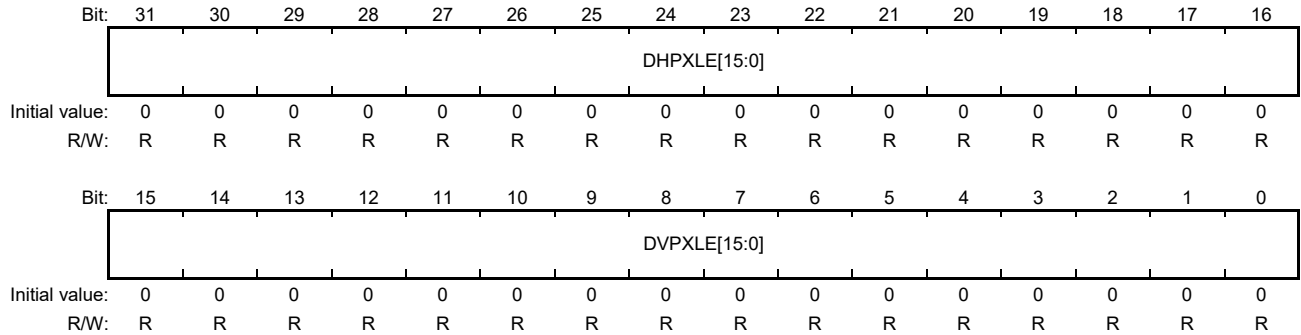 Bit: 31 30 29 28 27 26 25 24 23 22 21 20 19 18 17 16
DHPXLE[15:0]
Initial value: 0 0 0 0 0 0 0 0 0 0 0 0 0 0 0 0
R/W: R R R R R R R R R R R R R R R R
Bit: 15 14 13 12 11 10 9 8 7 6 5 4 3 2 1 0
DVPXLE[15:0]
Initial value: 0 0 0 0 0 0 0 0 0 0 0 0 0 0 0 0
R/W: R R R R R R R R R R R R R R R R